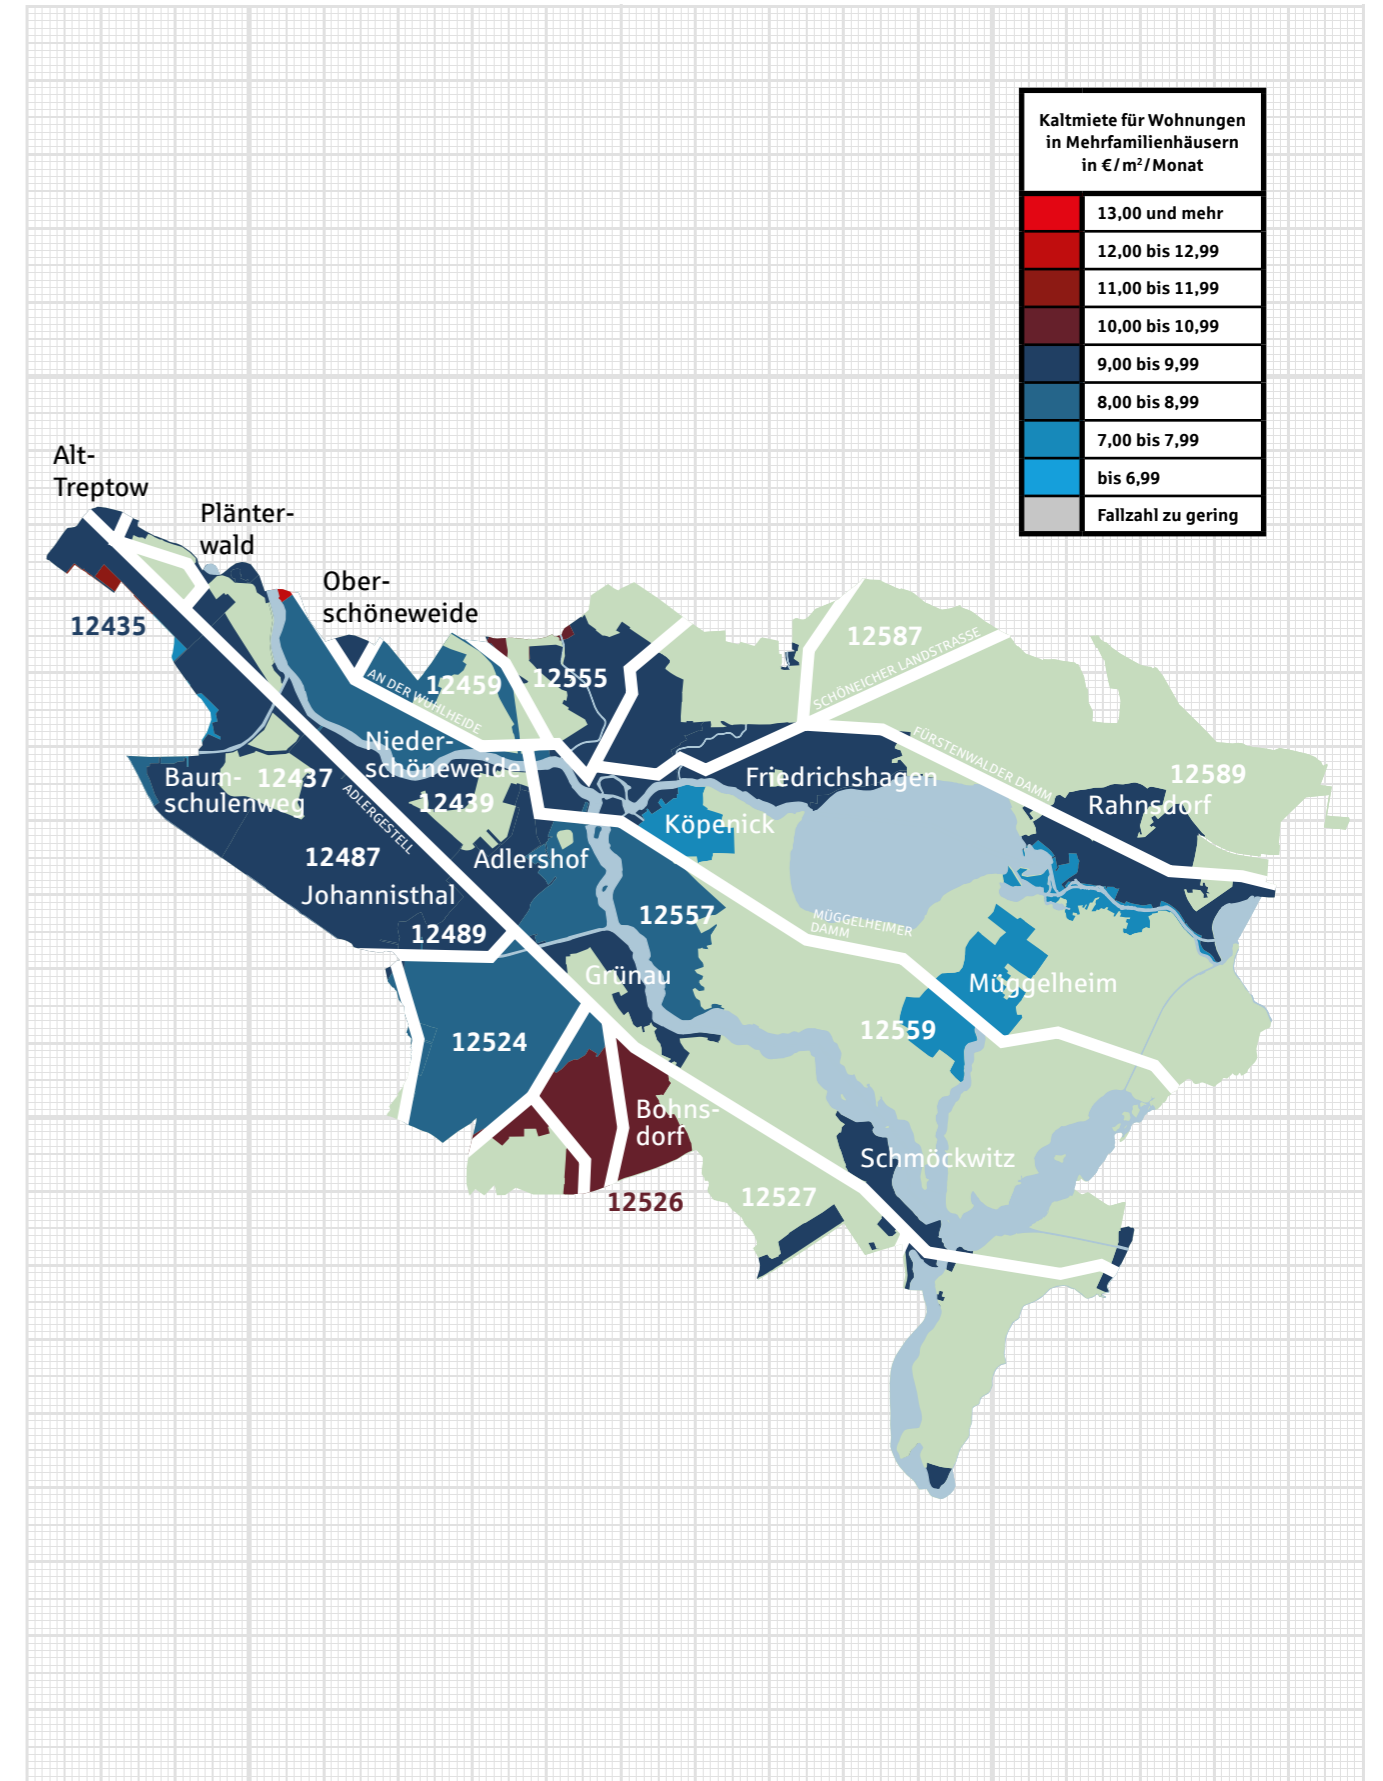 Kaltmiete für Wohnungen
in Mehrfamilienhäusern
in €/m²/Monat
13,00 und mehr
12,00 bis 12,99
11,00 bis 11,99
10,00 bis 10,99
9,00 bis 9,99
8,00 bis 8,99
7,00 bis 7,99
bis 6,99
Fallzahl zu gering
Alt-
Treptow
Plänter-
wald
Ober-
schöneweide
12435
12587
SCHÖNEICHER LANDSTRASSE
12555
12459
AN DER WUHLHEIDE
Nieder-
schöneweide
FÜRSTENWALDER DAMM
12589
Baum-
schulenweg
12437
Friedrichshagen
ADLERGESTELL
12439
Rahnsdorf
Köpenick
12487
Adlershof
Johannisthal
12557
MÜGGELHEIMER
DAMM
12489
Grünau
Müggelheim
12524
12559
Bohns-
dorf
Schmöckwitz
12526
12527